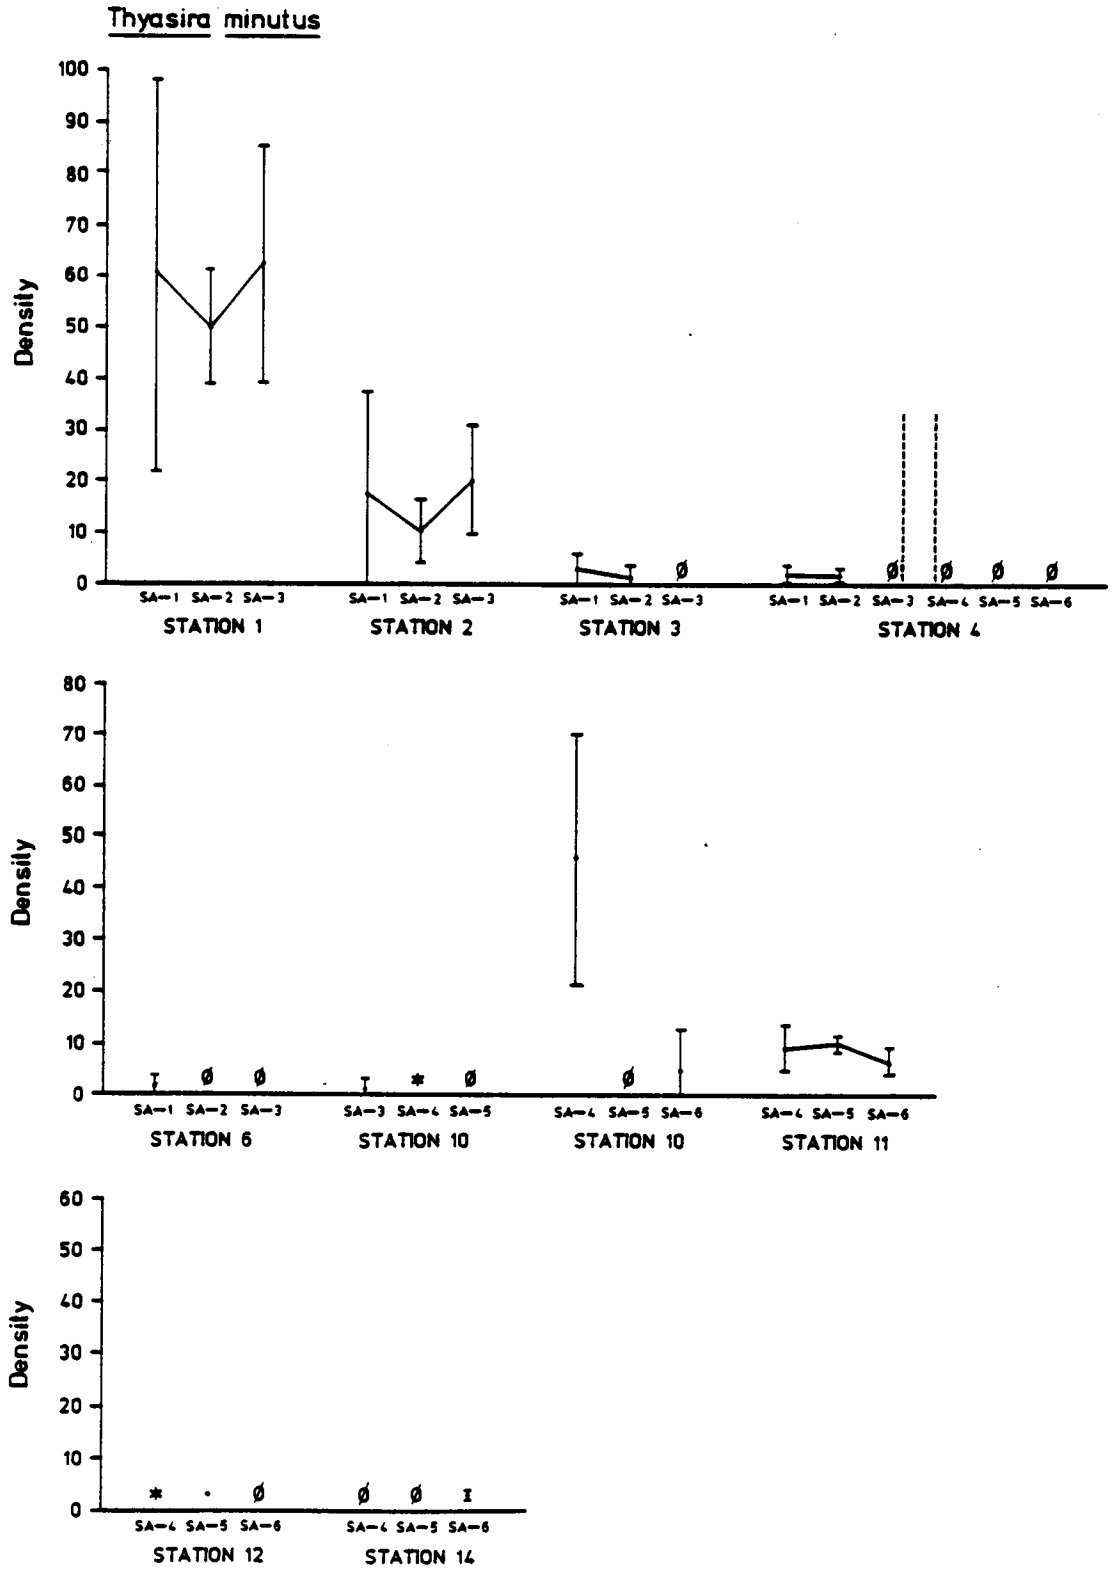 Thyasira minutus
100
90
80
70
60
50
40
30
20
10
0
Density
SA-1 SA-2 SA-3 SA-1 SA-2 SA-3 SA-1 SA-2 SA-3 SA-1 SA-2 SA-3 SA-4 SA-5 SA-6
STATION 1 STATION 2 STATION 3 STATION 4
Ø Ø Ø Ø Ø
80
70
60
50
40
30
20
10
0
Density
Ø Ø * Ø Ø
SA-1 SA-2 SA-3 SA-3 SA-4 SA-5 SA-4 SA-5 SA-6 SA-4 SA-5 SA-6
STATION 6 STATION 10 STATION 10 STATION 11
60
50
40
30
20
10
0
Density
* Ø Ø Ø
SA-4 SA-5 SA-6 SA-4 SA-5 SA-6
STATION 12 STATION 14